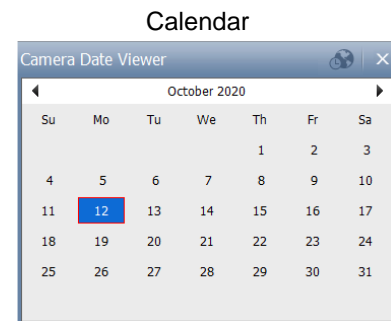 Calendar
Camera Date Viewer
October 2020
Su Mo Tu We Th Fr Sa
1 2 3
4 5 6 7 8 9 10
11 12 13 14 15 16 17
18 19 20 21 22 23 24
25 26 27 28 29 30 31